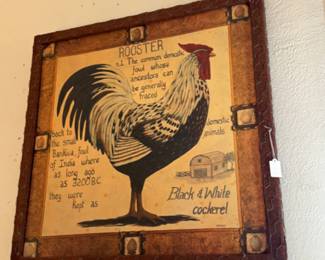 ROOSTER
n.1. The common domestic
fowl whose
ancestors can
be generally
traced
back to
the small
Bankiva fowl
of India where
as long ago
as 3200 B.C
they were
Kept as
domestic
animals
Black & White
cockerel